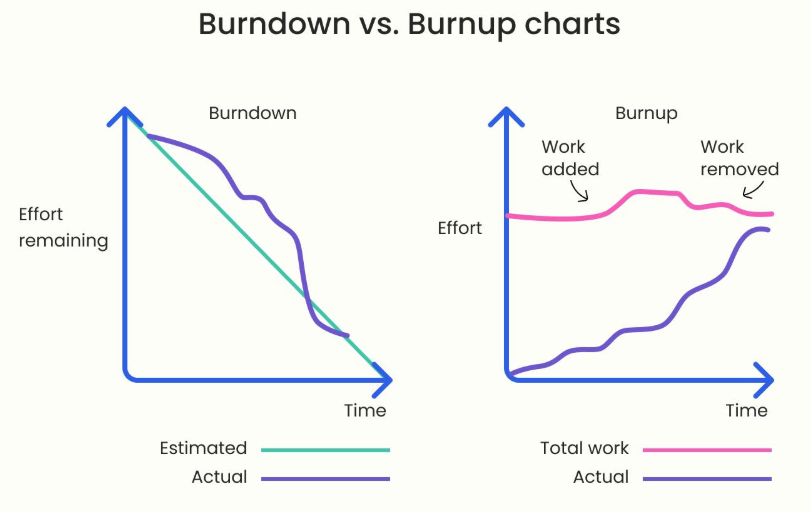 Burndown vs. Burnup charts
Burndown
Effort
remaining
Time
Estimated
Actual
Burnup
Work
added
Work
removed
Effort
Time
Total work
Actual